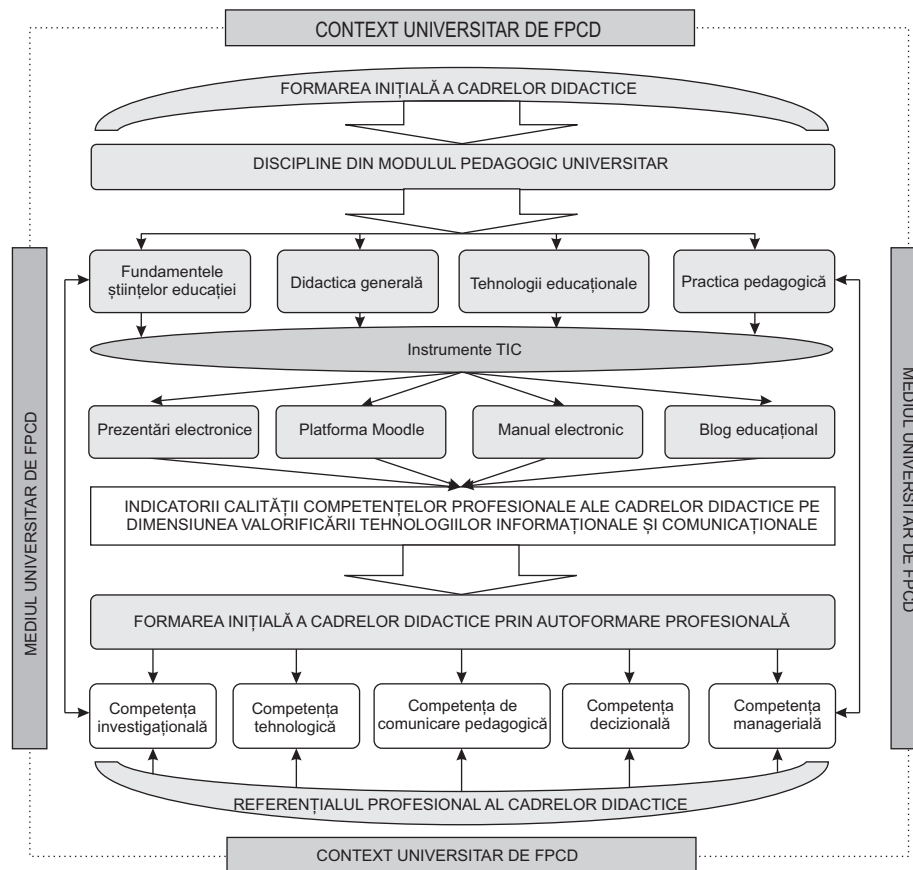 CONTEXT UNIVERSITAR DE FPCD
FORMAREA INIȚIALĂ A CADRELOR DIDACTICE
DISCIPLINE DIN MODULUL PEDAGOGIC UNIVERSITAR
Fundamentele
științelor educației
Didactica generală
Tehnologii educaționale
Practica pedagogică
Instrumente TIC
Prezentări electronice
Platforma Moodle
Manual electronic
Blog educațional
INDICATORII CALITĂȚII COMPETENȚELOR PROFESIONALE ALE CADRELOR DIDACTICE PE
DIMENSIUNEA VALORIFICĂRII TEHNOLOGIILOR INFORMAȚIONALE ȘI COMUNICAȚIONALE
FORMAREA INIȚIALĂ A CADRELOR DIDACTICE PRIN AUTOFORMARE PROFESIONALĂ
Competența
investigațională
Competența
tehnologică
Competența de
comunicare pedagogică
Competența
decizională
Competența
managerială
REFERENȚIALUL PROFESIONAL AL CADRELOR DIDACTICE
CONTEXT UNIVERSITAR DE FPCD
MEDIUL UNIVERSITAR DE FPCD
MEDIUL UNIVERSITAR DE FPCD